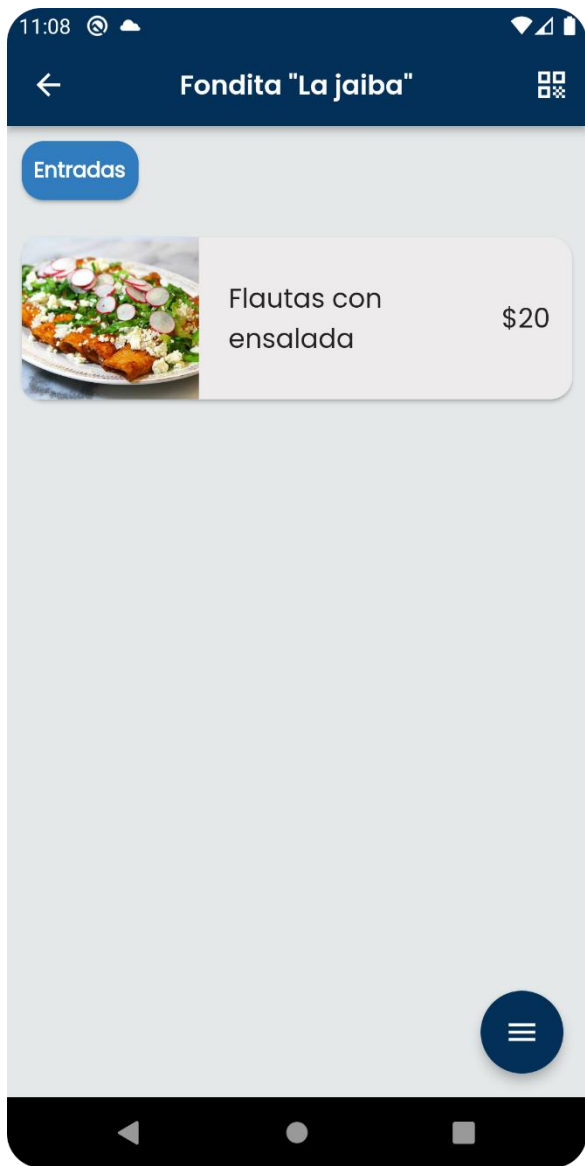 11:08
Fondita "La jaiba"
Entradas
Flautas con
ensalada
$20